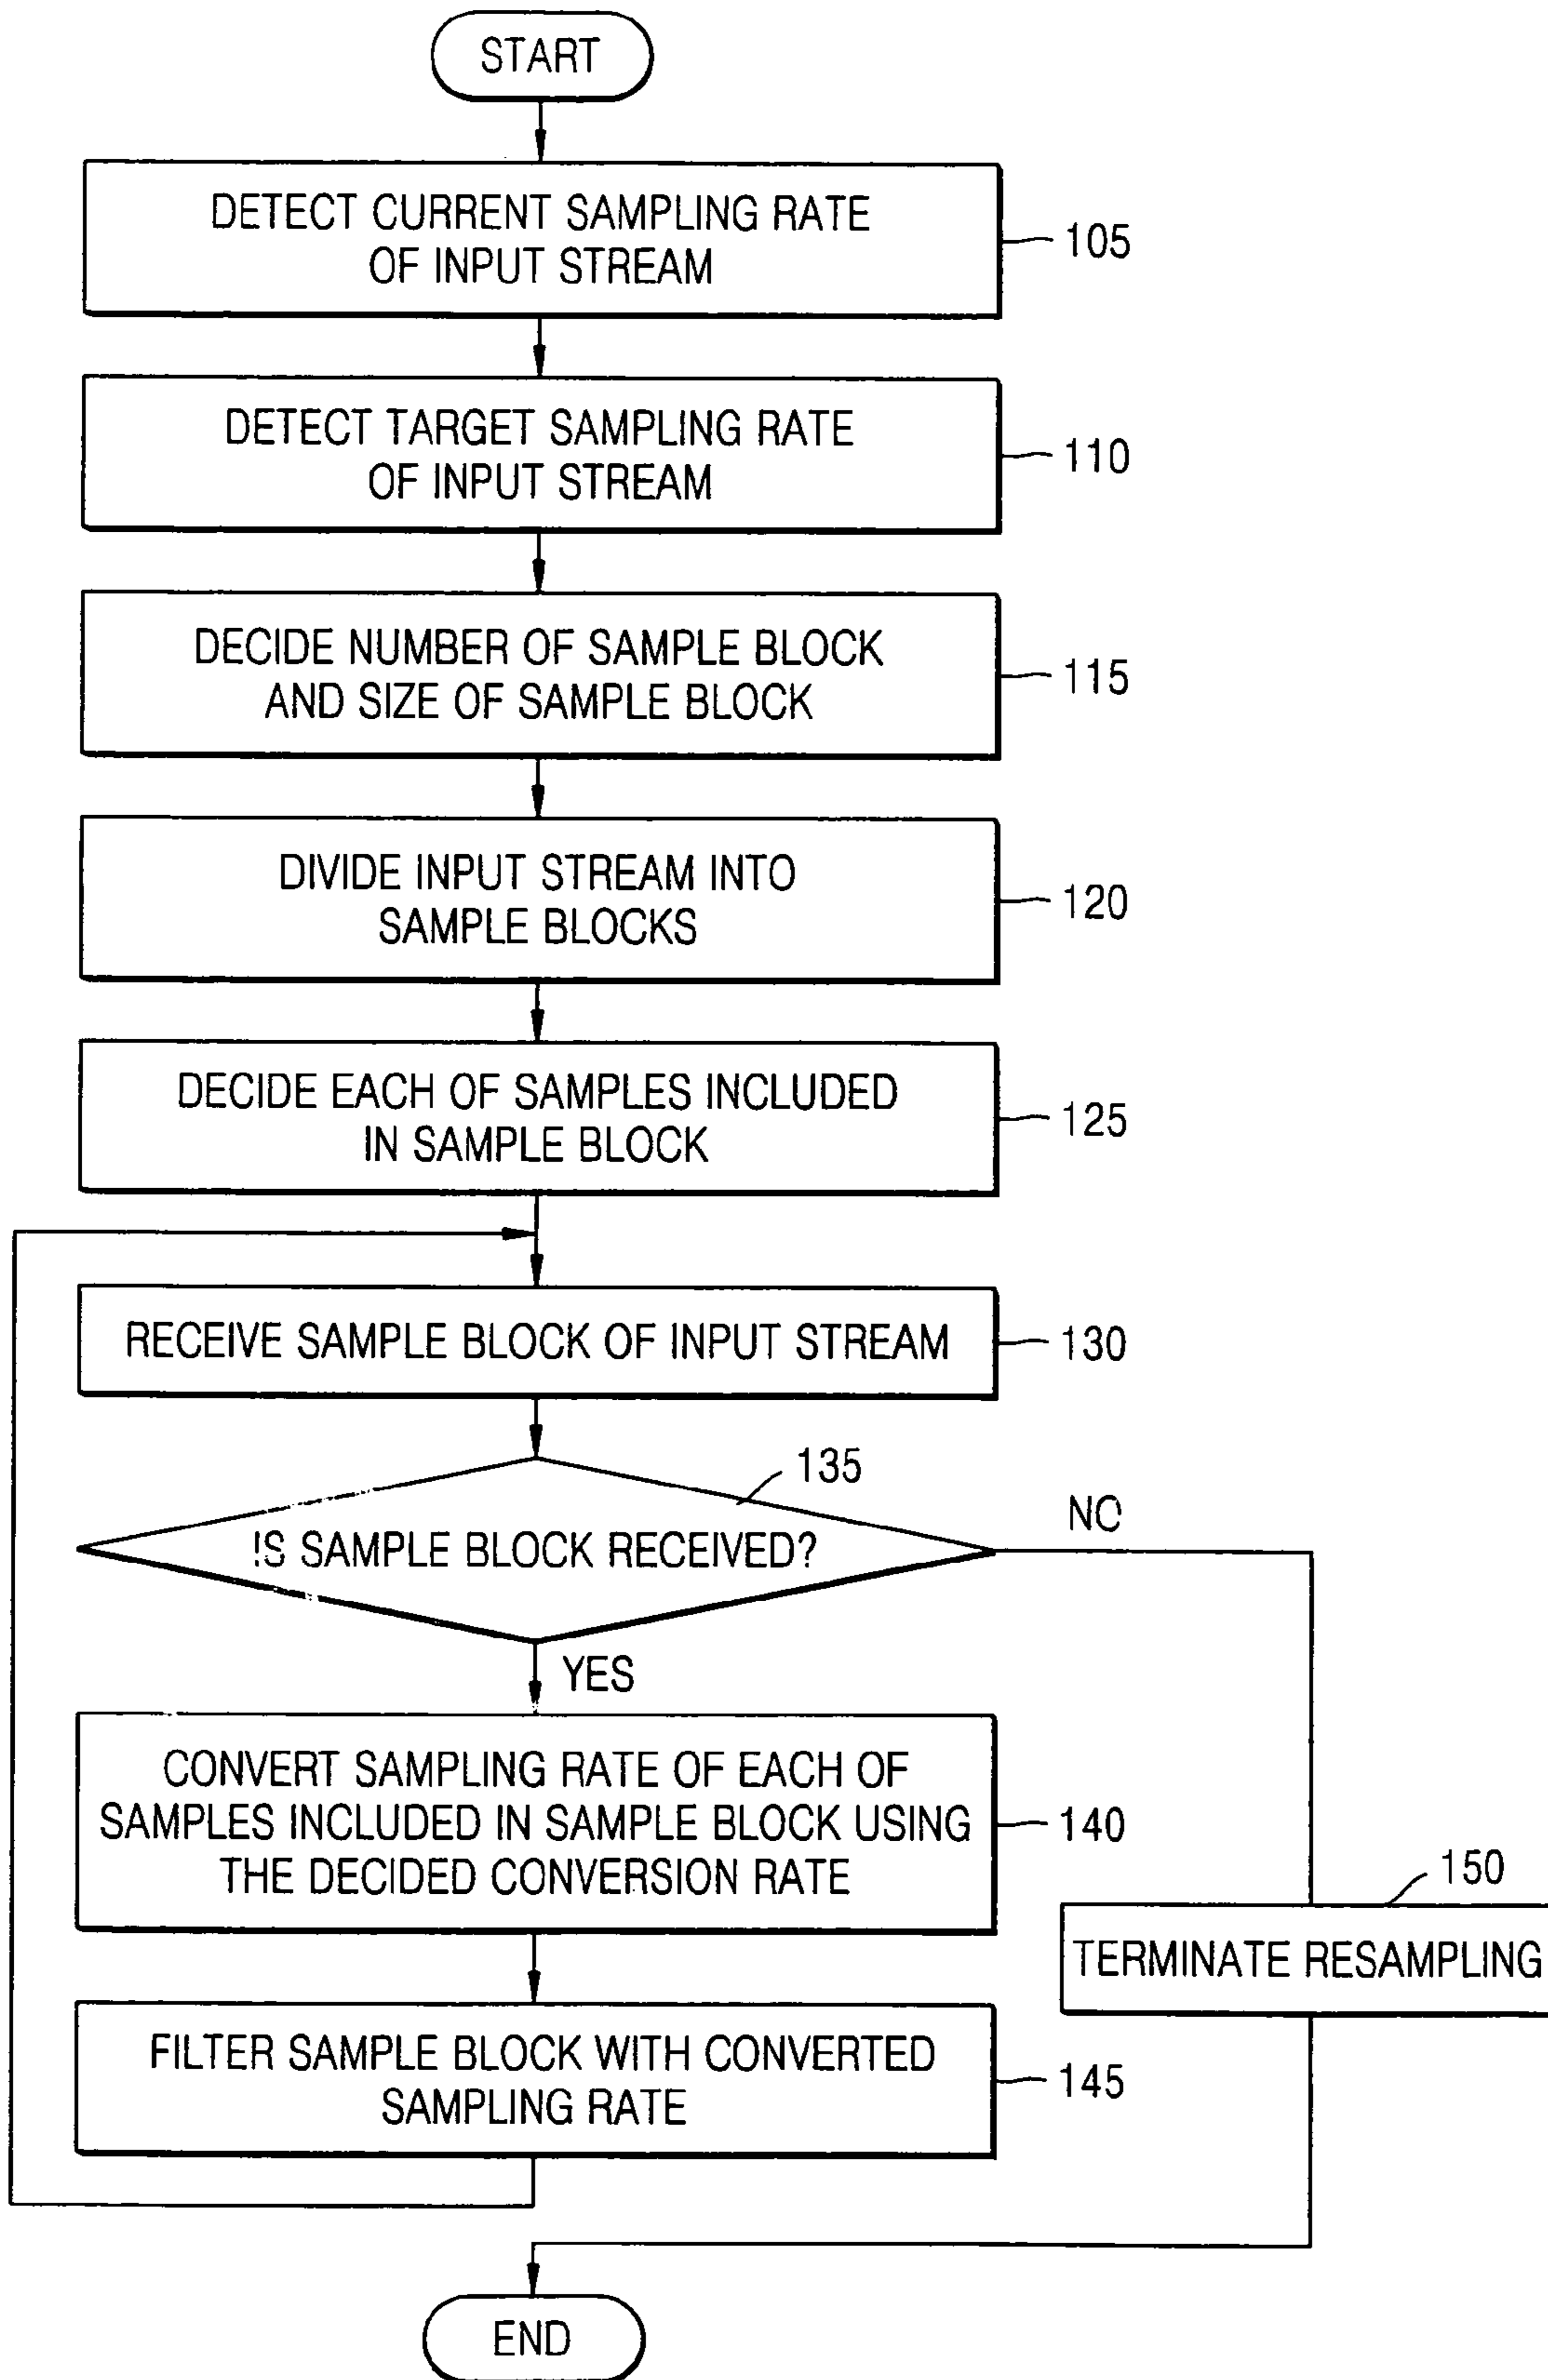 START
DETECT CURRENT SAMPLING RATE
OF INPUT STREAM
105
DETECT TARGET SAMPLING RATE
OF INPUT STREAM
110
DECIDE NUMBER OF SAMPLE BLOCK
AND SIZE OF SAMPLE BLOCK
115
DIVIDE INPUT STREAM INTO
SAMPLE BLOCKS
120
DECIDE EACH OF SAMPLES INCLUDED
IN SAMPLE BLOCK
125
RECEIVE SAMPLE BLOCK OF INPUT STREAM
130
135
IS SAMPLE BLOCK RECEIVED?
NO
YES
CONVERT SAMPLING RATE OF EACH OF
SAMPLES INCLUDED IN SAMPLE BLOCK USING
THE DECIDED CONVERSION RATE
140
150
TERMINATE RESAMPLING
FILTER SAMPLE BLOCK WITH CONVERTED
SAMPLING RATE
145
END